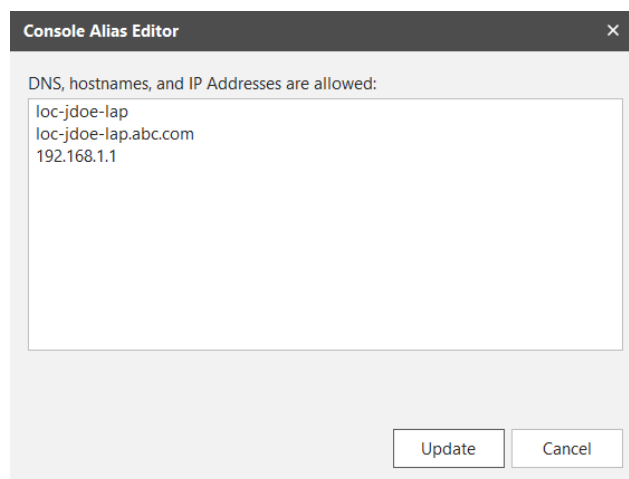 Console Alias Editor
DNS, hostnames, and IP Addresses are allowed:
loc-jdoe-lap
loc-jdoe-lap.abc.com
192.168.1.1
Update
Cancel